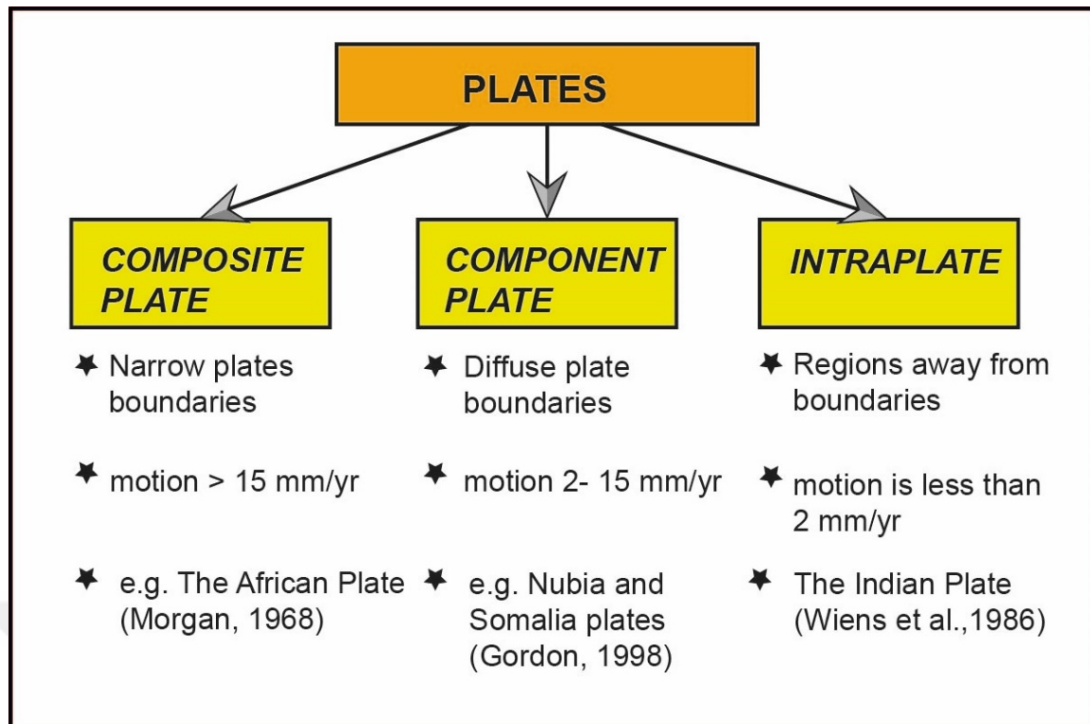 PLATES
COMPOSITE
PLATE
★ Narrow plates
boundaries
★ motion > 15 mm/yr
★ e.g. The African Plate
(Morgan, 1968)
COMPONENT
PLATE
★ Diffuse plate
boundaries
★ motion 2- 15 mm/yr
★ e.g. Nubia and
Somalia plates
(Gordon, 1998)
INTRAPLATE
★ Regions away from
boundaries
★ motion is less than
2 mm/yr
★ The Indian Plate
(Wiens et al.,1986)